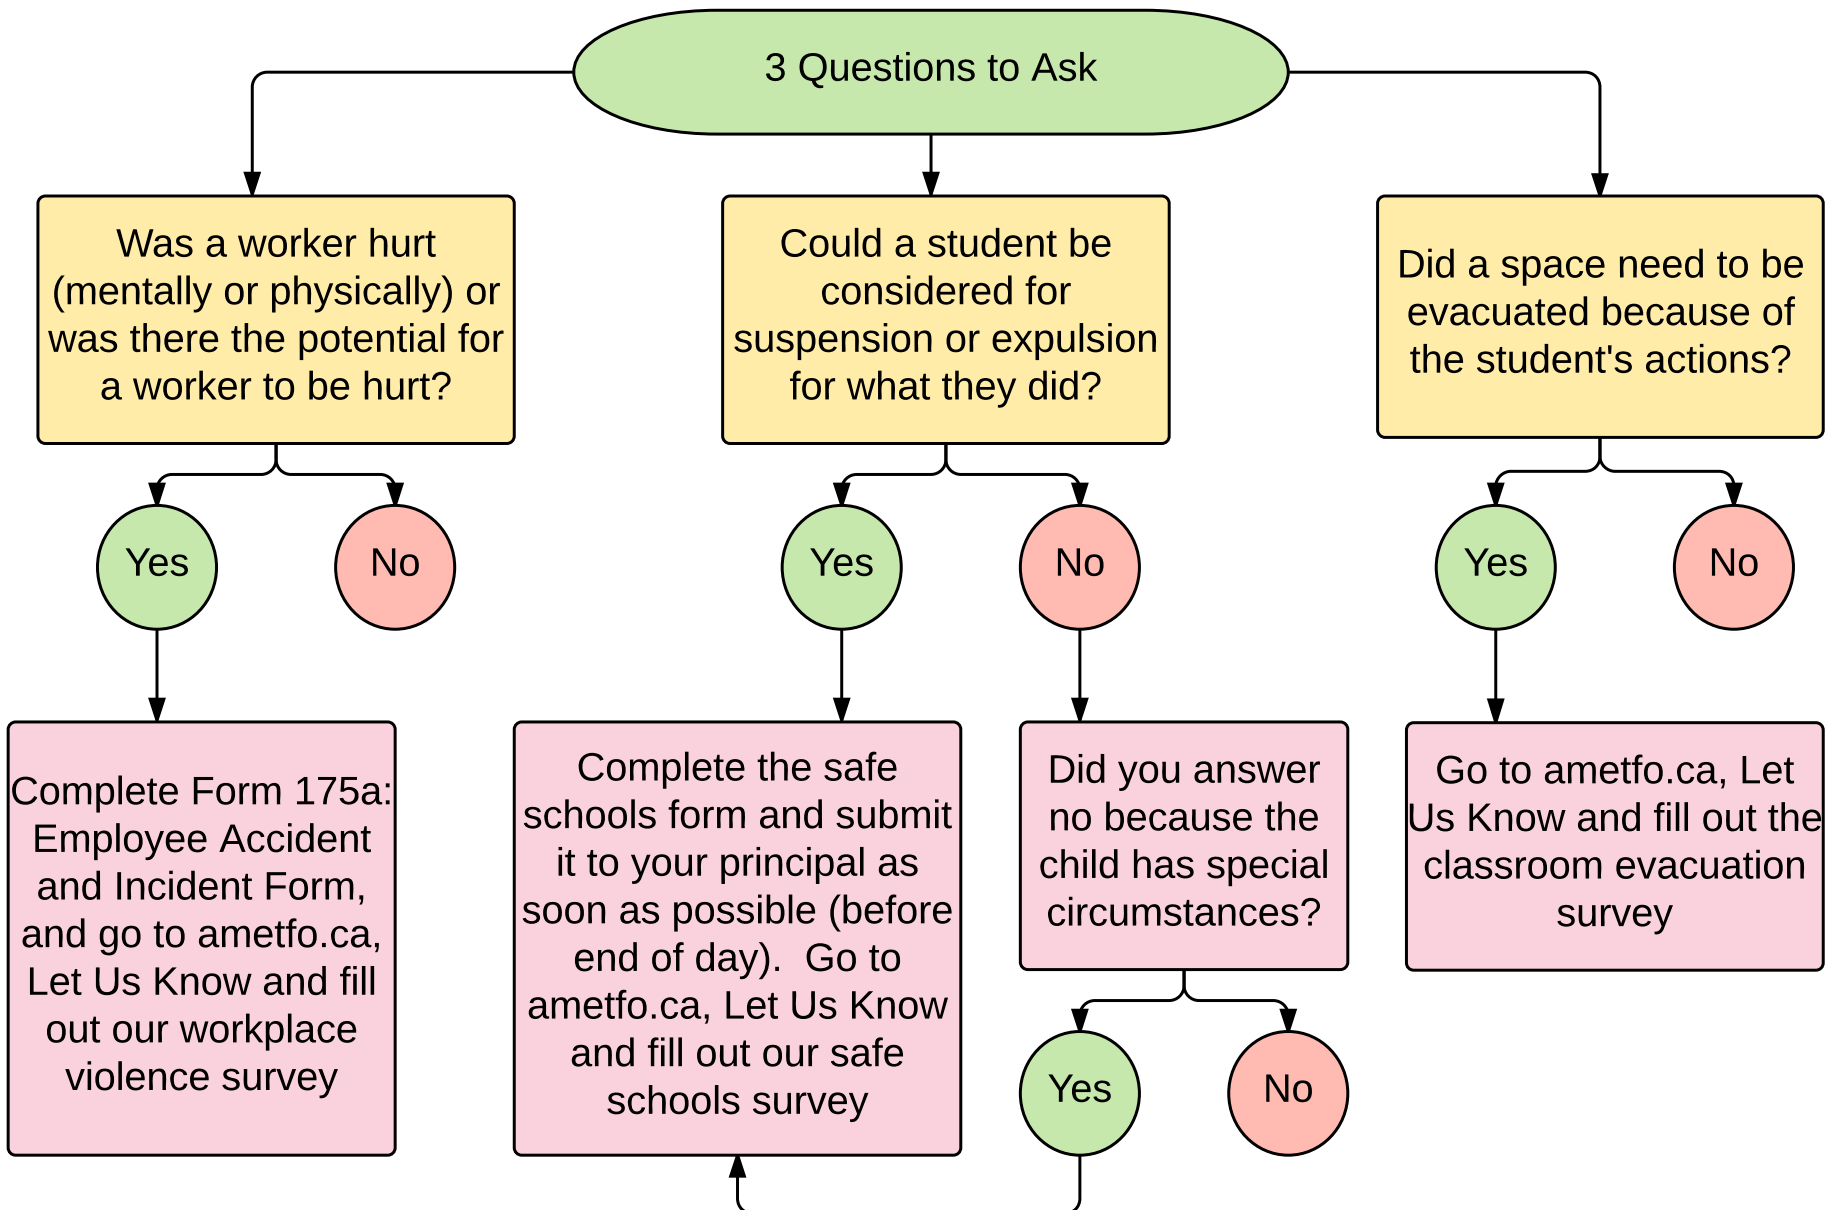 3 Questions to Ask
Was a worker hurt
(mentally or physically) or
was there the potential for
a worker to be hurt?
Could a student be
considered for
suspension or expulsion
for what they did?
Did a space need to be
evacuated because of
the student's actions?
Yes
No
Yes
No
Yes
No
Complete Form 175a:
Employee Accident
and Incident Form,
and go to ametfo.ca,
Let Us Know and fill
out our workplace
violence survey
Complete the safe
schools form and submit
it to your principal as
soon as possible (before
end of day).  Go to
ametfo.ca, Let Us Know
and fill out our safe
schools survey
Did you answer
no because the
child has special
circumstances?
Go to ametfo.ca, Let
Us Know and fill out the
classroom evacuation
survey
Yes
No